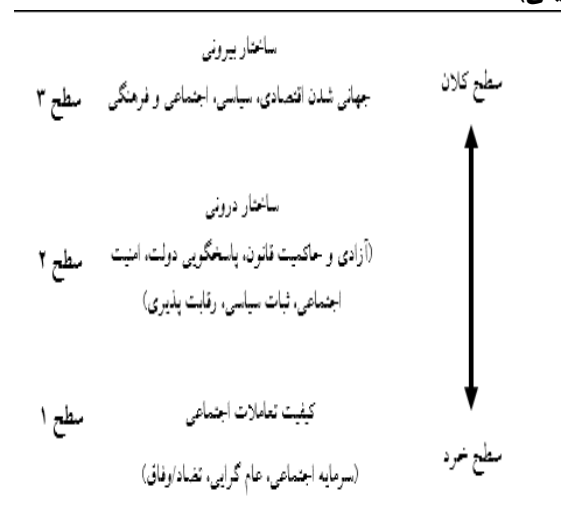 ساختار بیرونی
سطح کلان
جهانی شدن اقتصادی، سیاسی، اجتماعی و فرهنگی
سطح ۳
ساختار درونی
(آزادی و حاکمیت قانون، پاسخگویی دولت، امنیت
سطح ۲
اجتماعی، ثبات سیاسی، رقابت پذیری)
کیفیت تعاملات اجتماعی
سطح ۱
سطح خرد
(سرمایه اجتماعی، عام گرایی، تضاد/وفاق)